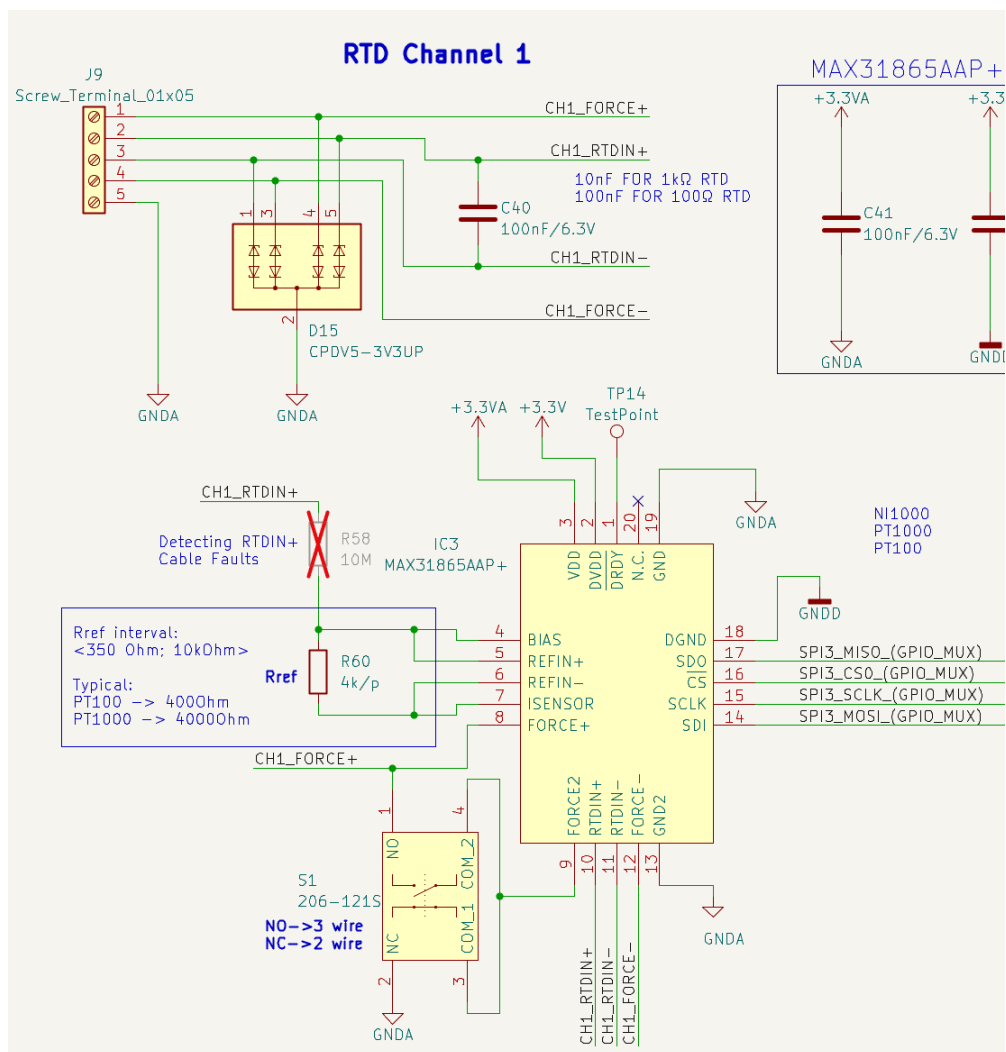 RTD Channel 1
J9
Screw_Terminal_01x05
1
2
3
4
5
CH1_FORCE+
CH1_RTDIN+
10nF FOR 1kΩ RTD
100nF FOR 100Ω RTD
C40
100nF/6.3V
CH1_RTDIN-
CH1_FORCE-
1
3
4
5
2
D15
CPDV5-3V3UP
GNDA
GNDA
MAX31865AAP+
+3.3VA
+3.3
C41
100nF/6.3V
GNDA
GNDD
+3.3VA
+3.3V
TP14
TestPoint
GNDA
NI1000
PT1000
PT100
CH1_RTDIN+
Detecting RTDIN+
Cable Faults
R58
10M
IC3
MAX31865AAP+
3
2
1
20
19
VDD
DVDD
DRDY
N.C.
GND
GNDD
Rref interval:
<350 Ohm; 10kOhm>
Typical:
PT100 -> 400Ohm
PT1000 -> 4000Ohm
Rref
R60
4k/p
4
5
6
7
8
BIAS
REFIN+
REFIN-
ISENSOR
FORCE+
DGND
SDO
CS
SCLK
SDI
18
17
16
15
14
SPI3_MISO_(GPIO_MUX)
SPI3_CS0_(GPIO_MUX)
SPI3_SCLK_(GPIO_MUX)
SPI3_MOSI_(GPIO_MUX)
FORCE2
RTDIN+
RTDIN-
FORCE-
GND2
9
10
11
12
13
CH1_FORCE+
1
4
NO
COM_2
NC
COM_1
2
3
S1
206-121S
NO->3 wire
NC->2 wire
GNDA
GNDA
CH1_RTDIN+
CH1_RTDIN-
CH1_FORCE-